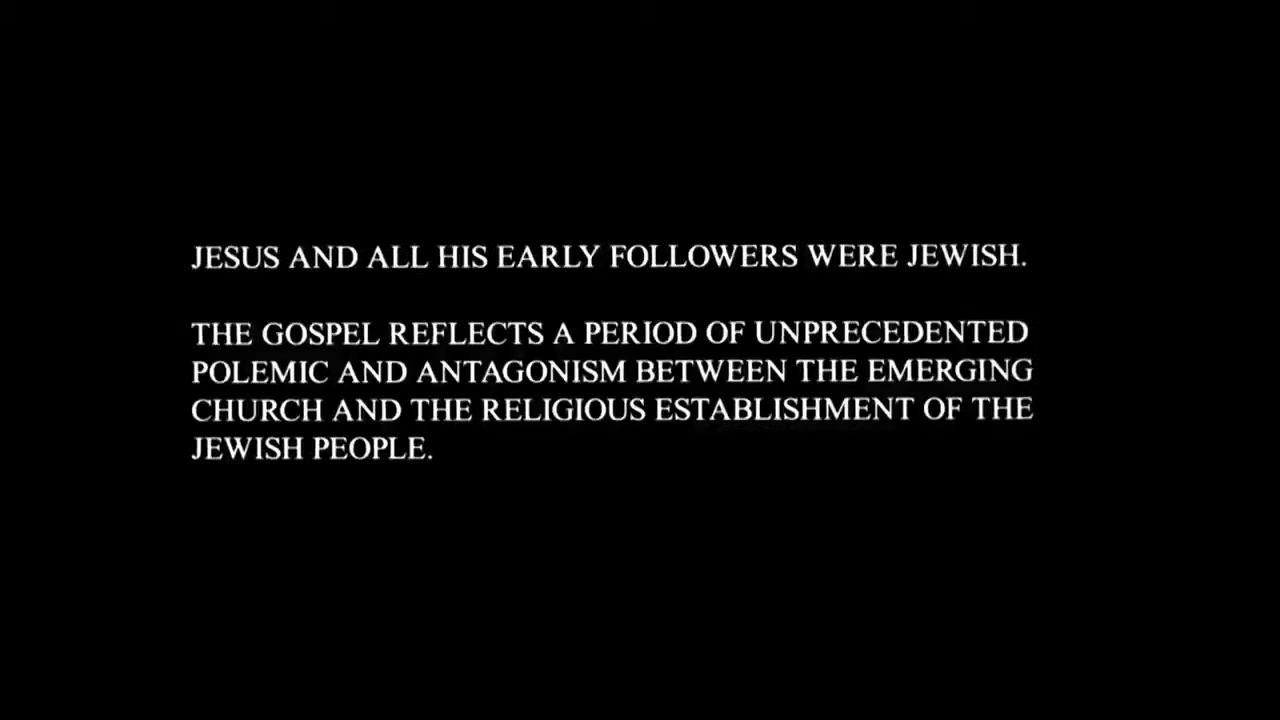 JESUS AND ALL HIS EARLY FOLLOWERS WERE JEWISH.
THE GOSPEL REFLECTS A PERIOD OF UNPRECEDENTED
POLEMIC AND ANTAGONISM BETWEEN THE EMERGING
CHURCH AND THE RELIGIOUS ESTABLISHMENT OF THE
JEWISH PEOPLE.